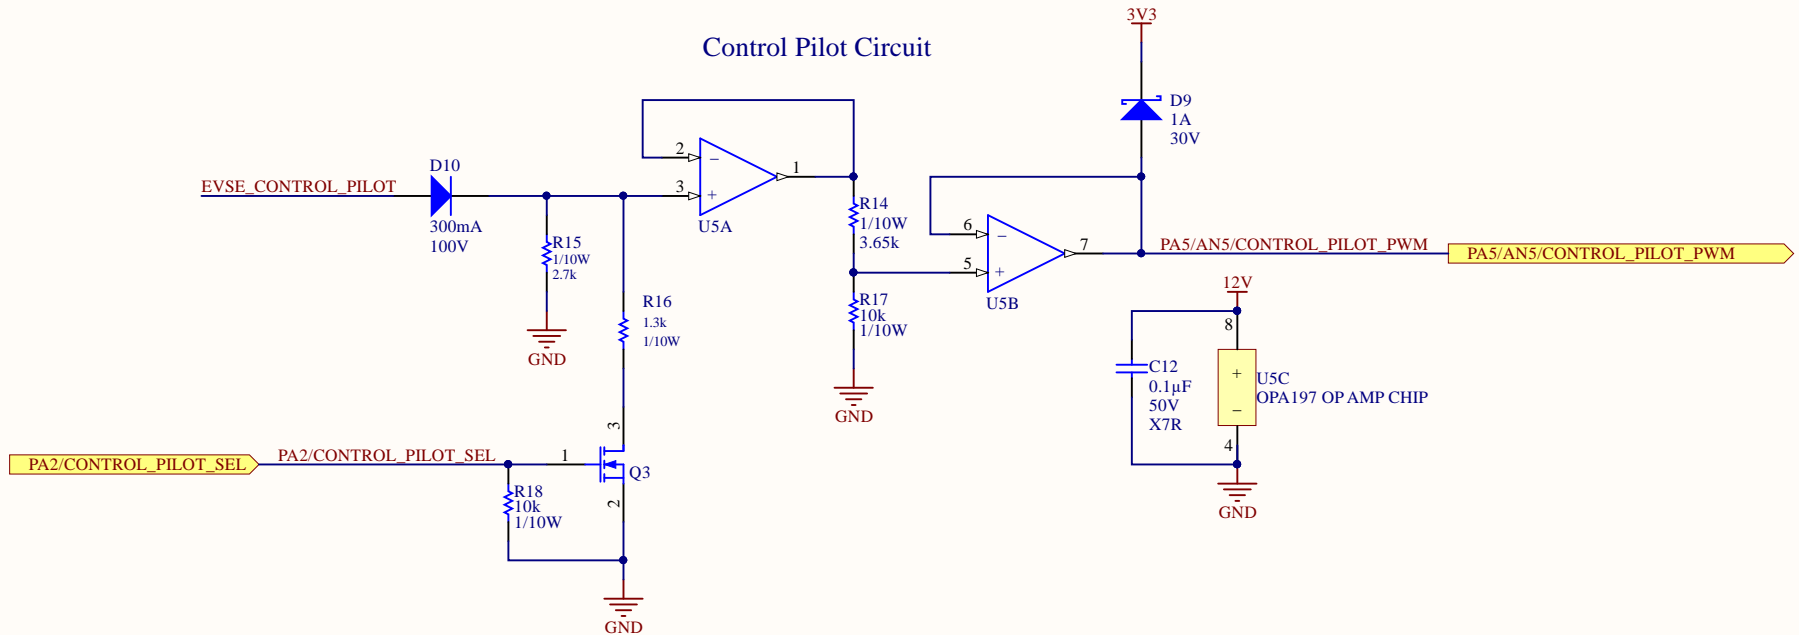 Control Pilot Circuit
3V3
D9
1A
30V
D10
EVSE_CONTROL_PILOT
300mA
100V
2
3
1
−
+
U5A
R15
1/10W
2.7k
GND
R14
1/10W
3.65k
R16
1.3k
1/10W
R17
10k
1/10W
GND
6
5
7
−
+
U5B
PA5/AN5/CONTROL_PILOT_PWM
PA5/AN5/CONTROL_PILOT_PWM
12V
8
C12
0.1µF
50V
X7R
+
−
U5C
OPA197 OP AMP CHIP
4
GND
PA2/CONTROL_PILOT_SEL
PA2/CONTROL_PILOT_SEL
1
3
2
Q3
R18
10k
1/10W
GND